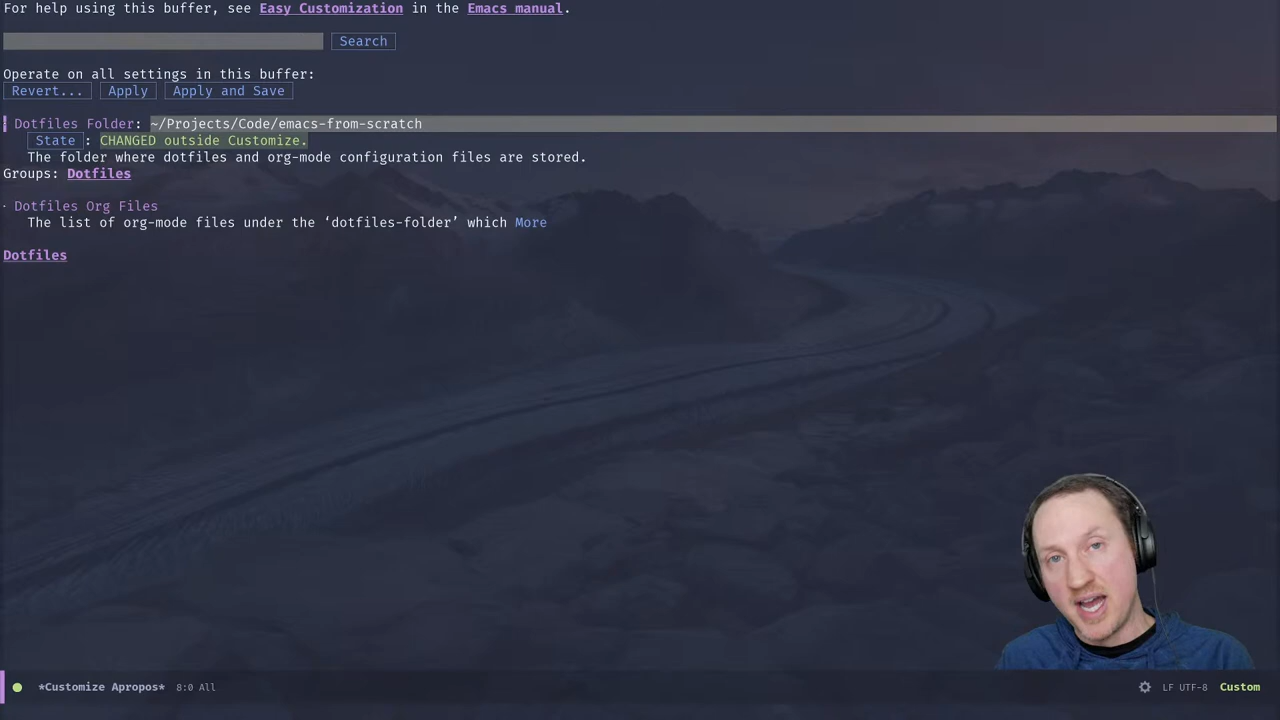 For help using this buffer, see Easy Customization in the Emacs manual.
Search
Operate on all settings in this buffer:
Revert... Apply Apply and Save
Dotfiles Folder: ~/Projects/Code/emacs-from-scratch
State : CHANGED outside Customize.
The folder where dotfiles and org-mode configuration files are stored.
Groups: Dotfiles
· Dotfiles Org Files
The list of org-mode files under the ‘dotfiles-folder’ which More
Dotfiles
*Customize Apropos* 8:0 All LF UTF-8 Custom